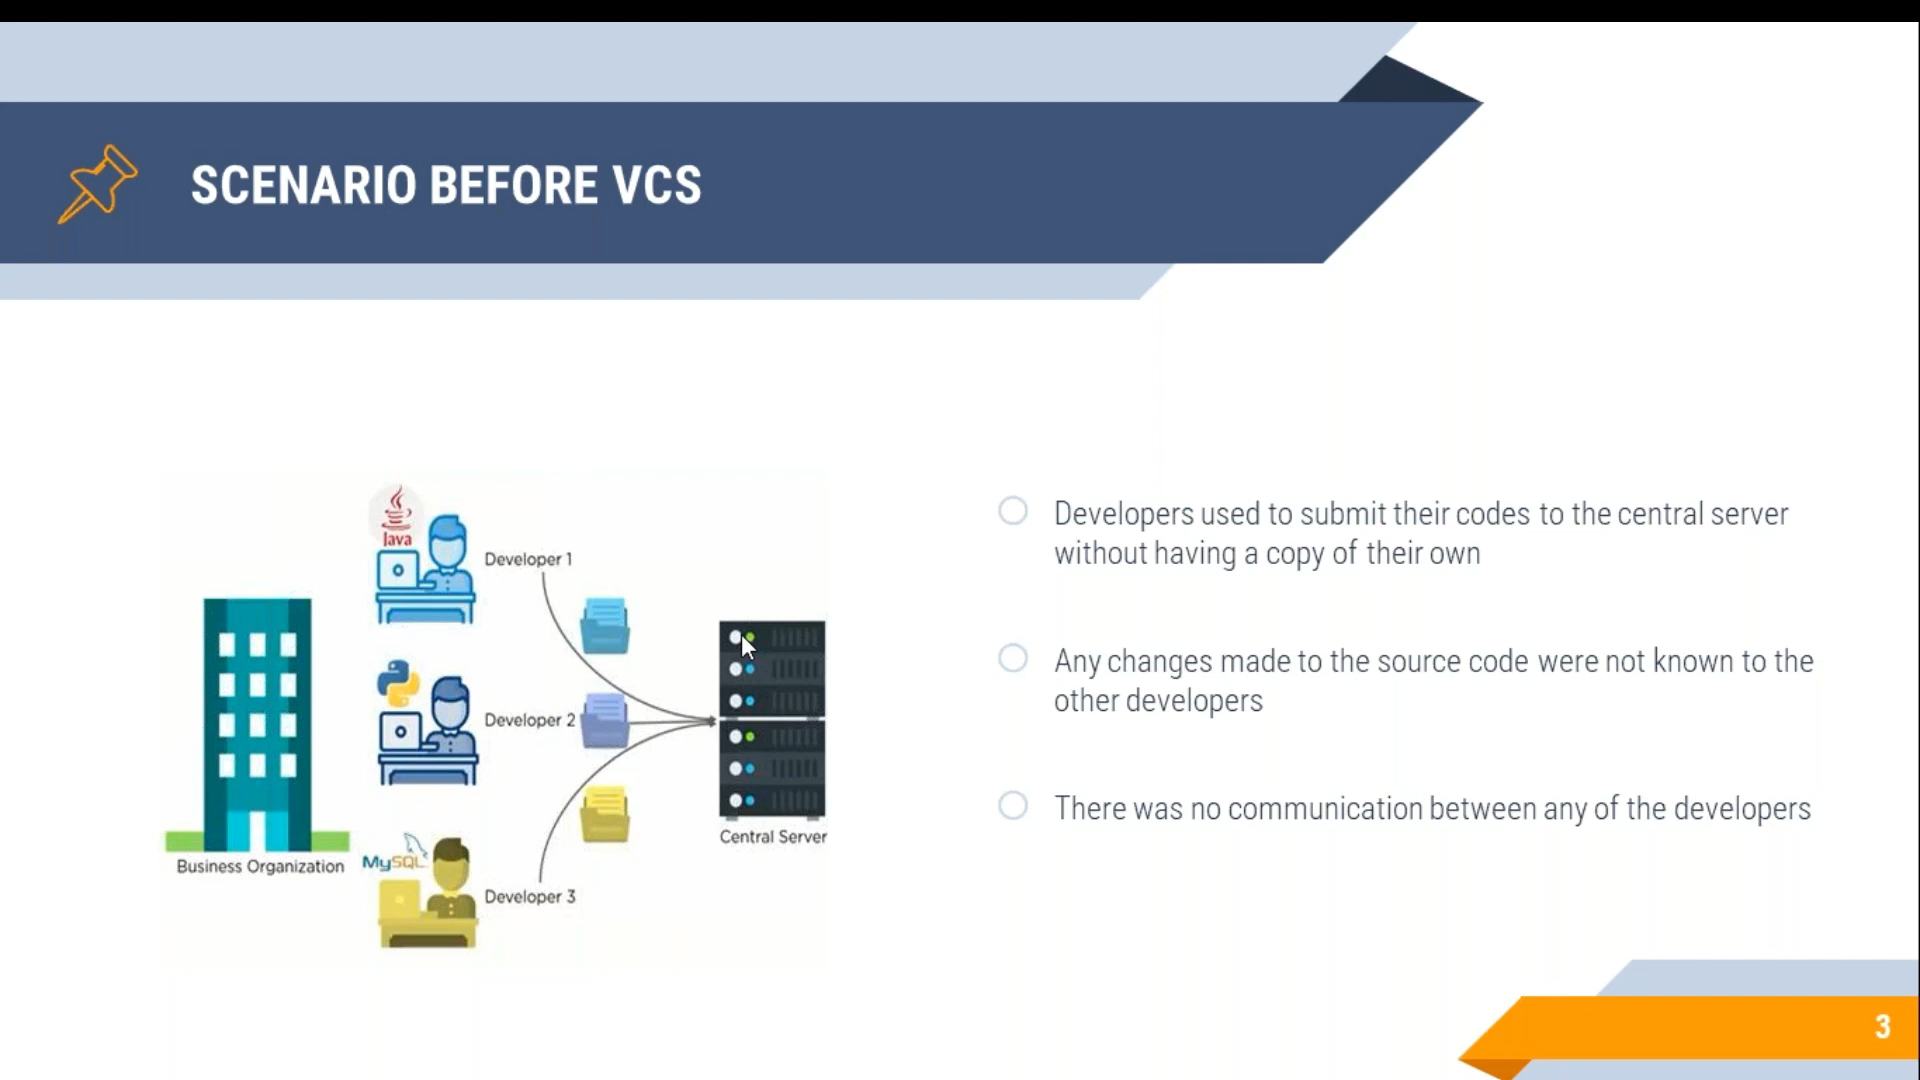 SCENARIO BEFORE VCS
Java
Developer 1
Developer 2
Business Organization
MySQL
Developer 3
Central Server
Developers used to submit their codes to the central server
without having a copy of their own
Any changes made to the source code were not known to the
other developers
There was no communication between any of the developers
3